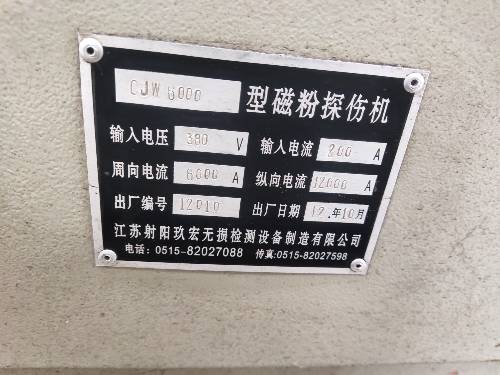 CJW 6000 型磁粉探伤机
输入电压 380 V 输入电流 200 A
周向电流 6000 A 纵向电流 12000 A
出厂编号 12010 出厂日期 12.年10月
江苏射阳玖宏无损检测设备制造有限公司
电话：0515-82027088 传真:0515-82027598